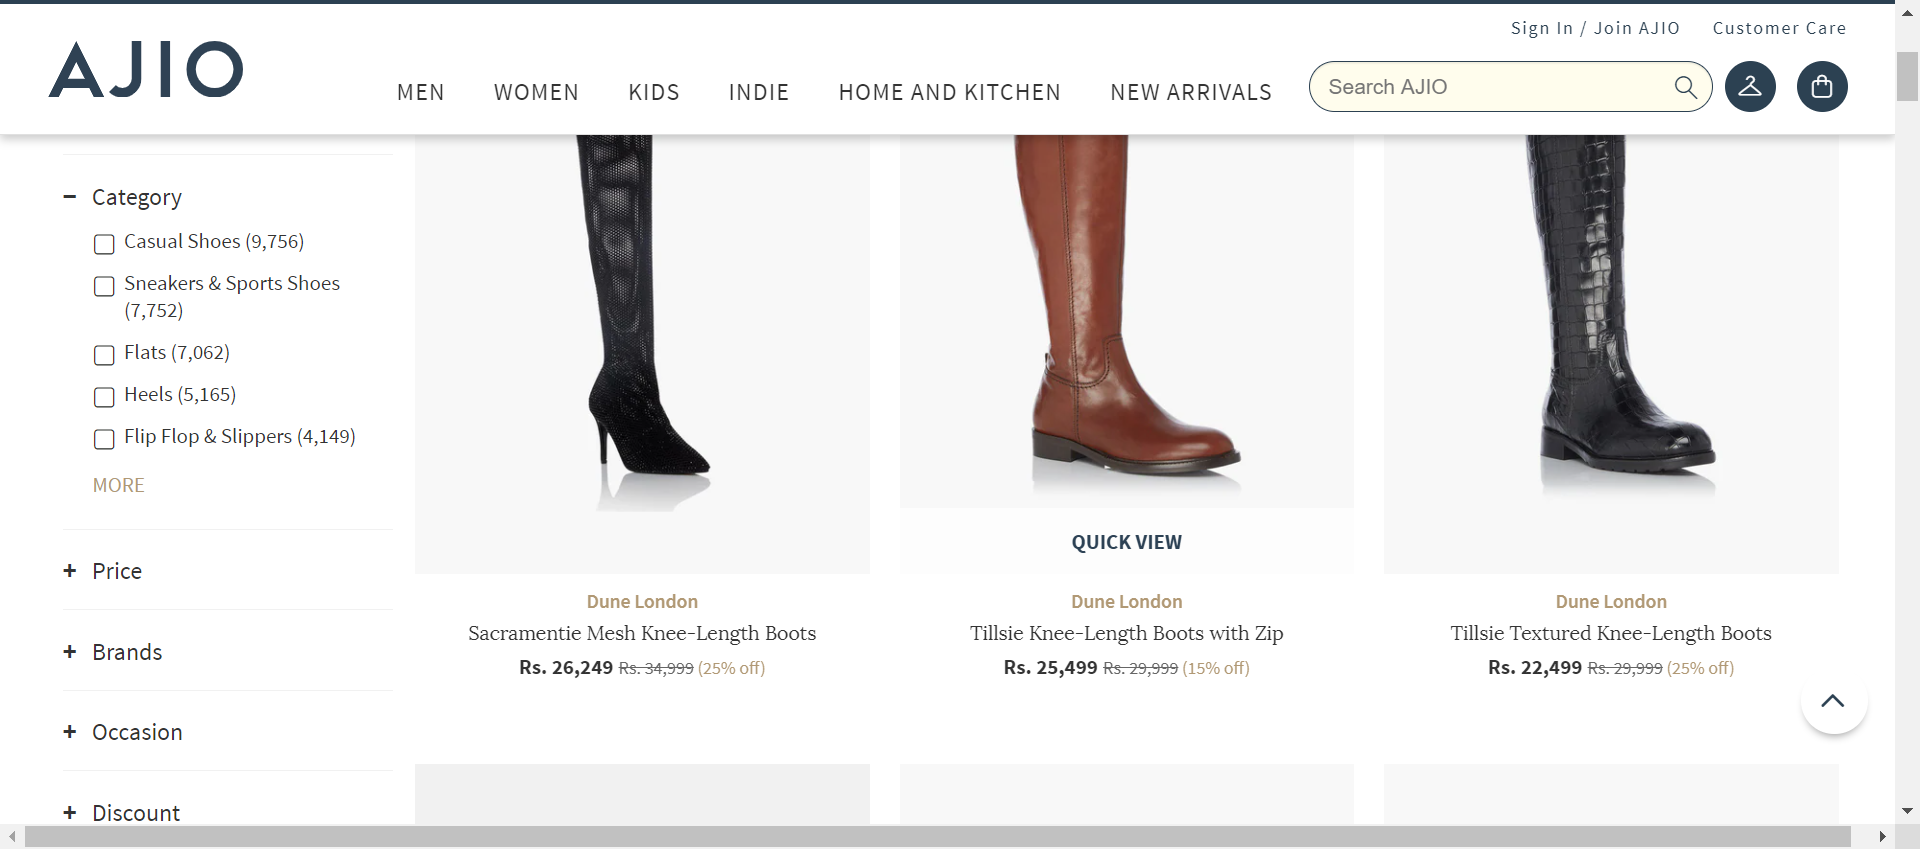 Sign In / Join AJIO
Customer Care
AJIO
MEN
WOMEN
KIDS
INDIE
HOME AND KITCHEN
NEW ARRIVALS
Search AJIO
− Category
Casual Shoes (9,756)
Sneakers & Sports Shoes
(7,752)
Flats (7,062)
Heels (5,165)
Flip Flop & Slippers (4,149)
MORE
+ Price
+ Brands
+ Occasion
+ Discount
Dune London
Sacramentie Mesh Knee-Length Boots
Rs. 26,249 Rs. 34,999 (25% off)
QUICK VIEW
Dune London
Tillsie Knee-Length Boots with Zip
Rs. 25,499 Rs. 29,999 (15% off)
Dune London
Tillsie Textured Knee-Length Boots
Rs. 22,499 Rs. 29,999 (25% off)